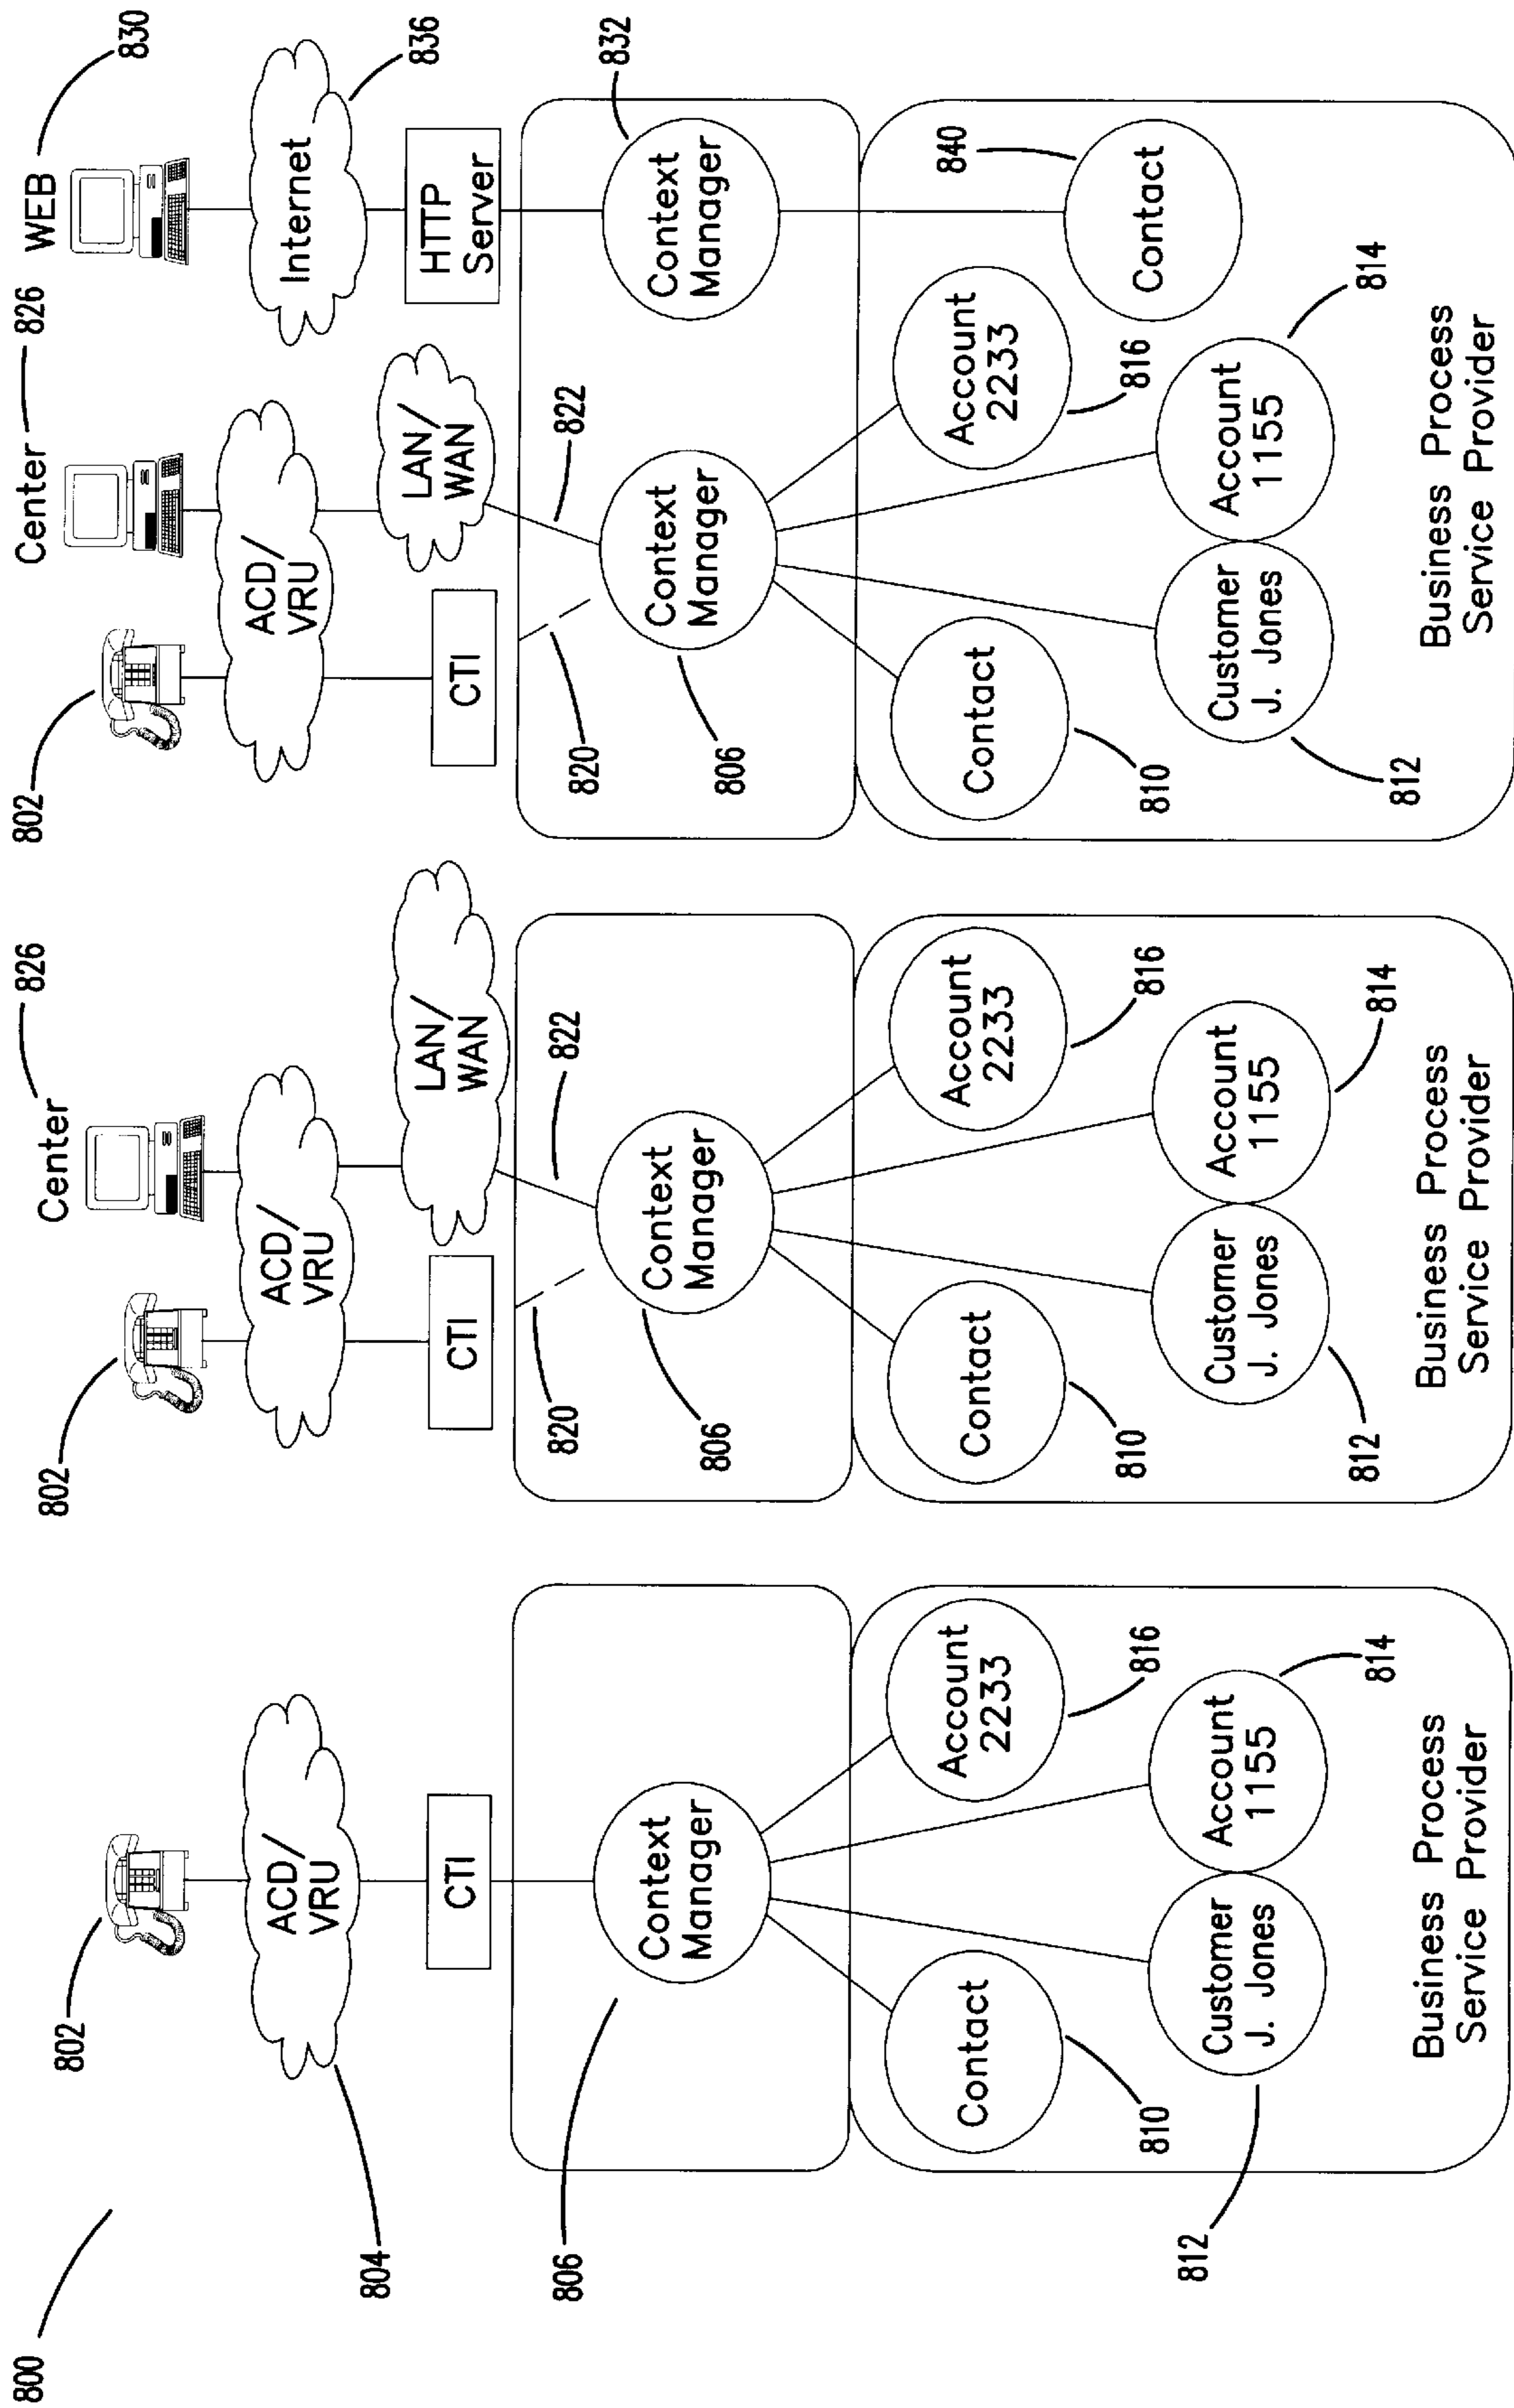 800
802
804
ACD/
VRU
CTI
806
Context
Manager
Contact
810
Account
2233
816
Customer
J. Jones
812
Account
1155
814
Business Process
Service Provider
802
Center
826
ACD/
VRU
LAN/
WAN
CTI
820
822
Context
Manager
806
Contact
810
Account
2233
816
Customer
J. Jones
812
Account
1155
814
Business Process
Service Provider
802
Center
826
WEB
830
ACD/
VRU
LAN/
WAN
Internet
836
CTI
HTTP
Server
820
822
Context
Manager
806
Context
Manager
832
Contact
810
Account
2233
816
Contact
840
Customer
J. Jones
812
Account
1155
814
Business Process
Service Provider